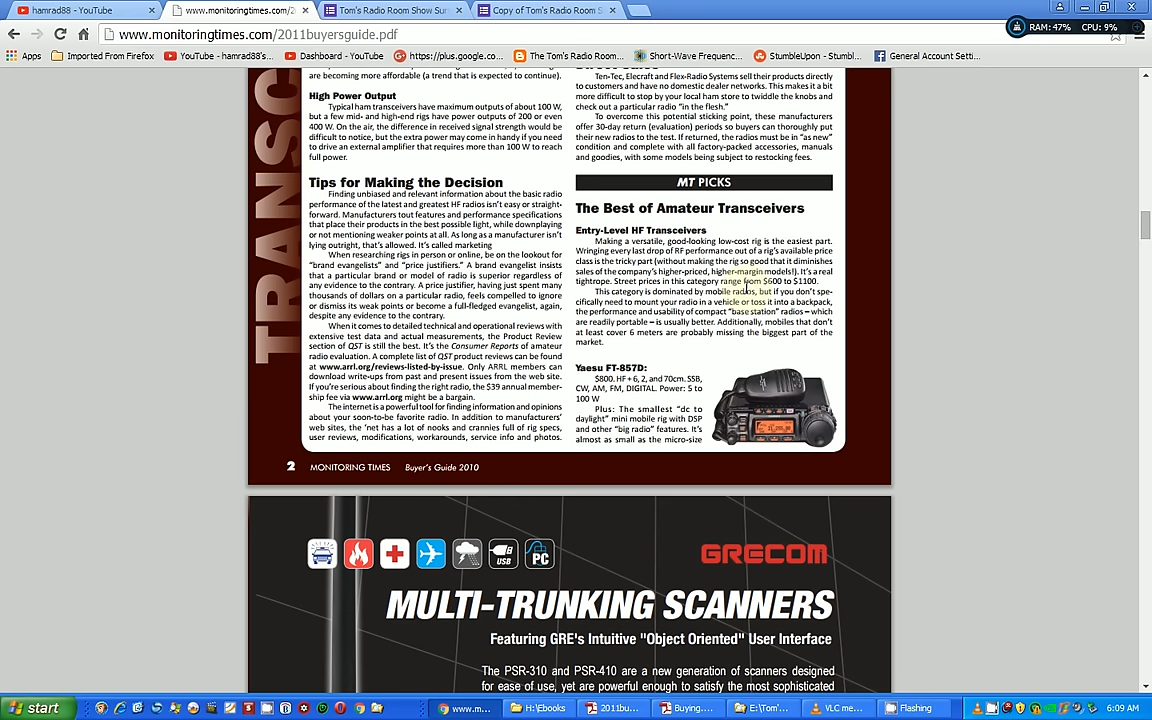 hamrad88 - YouTube
www.monitoringtimes.com/2
Tom's Radio Room Show Sur
Copy of Tom's Radio Room S
www.monitoringtimes.com/2011buyersguide.pdf
RAM: 47% CPU: 9%
Apps
Imported From Firefox
YouTube - hamrad88's...
Dashboard - YouTube
https://plus.google.co...
The Tom's Radio Room...
Short-Wave Frequenc...
StumbleUpon - Stumbl...
General Account Setti...
TRANSC
are becoming more affordable (a trend that is expected to continue).
High Power Output
Typical ham transceivers have maximum outputs of about 100 W,
but a few mid- and high-end rigs have power outputs of 200 or even
400 W. On the air, the difference in received signal strength would be
difficult to notice, but the extra power may come in handy if you need
to drive an external amplifier that requires more than 100 W to reach
full power.
Tips for Making the Decision
Finding unbiased and relevant information about the basic radio
performance of the latest and greatest HF radios isn't easy or straight-
forward. Manufacturers tout features and performance specifications
that place their products in the best possible light, while downplaying
or not mentioning weaker points at all. As long as a manufacturer isn't
lying outright, that's allowed. It's called marketing
When researching rigs in person or online, be on the lookout for
"brand evangelists" and "price justifiers." A brand evangelist insists
that a particular brand or model of radio is superior regardless of
any evidence to the contrary. A price justifier, having just spent many
thousands of dollars on a particular radio, feels compelled to ignore
or dismiss its weak points or become a full-fledged evangelist, again,
despite any evidence to the contrary.
When it comes to detailed technical and operational reviews with
extensive test data and actual measurements, the Product Review
section of QST is still the best. It's the Consumer Reports of amateur
radio evaluation. A complete list of QST product reviews can be found
at www.arrl.org/reviews-listed-by-issue. Only ARRL members can
download write-ups from past and present issues from the web site.
If you're serious about finding the right radio, the $39 annual member-
ship fee via www.arrl.org might be a bargain.
The internet is a powerful tool for finding information and opinions
about your soon-to-be favorite radio. In addition to manufacturers'
web sites, the 'net has a lot of nooks and crannies full of rig specs,
user reviews, modifications, workarounds, service info and photos.
Ten-Tec, Elecraft and Flex-Radio Systems sell their products directly
to customers and have no domestic dealer networks. This makes it a bit
more difficult to stop by your local ham store to twiddle the knobs and
check out a particular radio "in the flesh."
To overcome this potential sticking point, these manufacturers
offer 30-day return (evaluation) periods so buyers can thoroughly put
their new radios to the test. If returned, the radios must be in "as new"
condition and complete with all factory-packed accessories, manuals
and goodies, with some models being subject to restocking fees.
MT PICKS
The Best of Amateur Transceivers
Entry-Level HF Transceivers
Making a versatile, good-looking low-cost rig is the easiest part.
Wringing every last drop of RF performance out of a rig's available price
class is the tricky part (without making the rig so good that it diminishes
sales of the company's higher-priced, higher-margin models!). It's a real
tightrope. Street prices in this category range from $600 to $1100.
This category is dominated by mobile radios, but if you don't spe-
cifically need to mount your radio in a vehicle or toss it into a backpack,
the performance and usability of compact "base station" radios – which
are readily portable – is usually better. Additionally, mobiles that don't
at least cover 6 meters are probably missing the biggest part of the
market.
Yaesu FT-857D:
$800. HF + 6, 2, and 70cm. SSB,
CW, AM, FM, DIGITAL. Power: 5 to
100 W
Plus: The smallest "dc to
daylight" mini mobile rig with DSP
and other "big radio" features. It's
almost as small as the micro-size
2 MONITORING TIMES Buyer's Guide 2010
USB
PC
GRECOM
MULTI-TRUNKING SCANNERS
Featuring GRE's Intuitive "Object Oriented" User Interface
The PSR-310 and PSR-410 are a new generation of scanners designed
for ease of use, yet are powerful enough to satisfy the most sophisticated
start
www.m...
H:\Ebooks
2011bu...
Buying....
E:\Tom'...
VLC me...
Flashing
6:09 AM